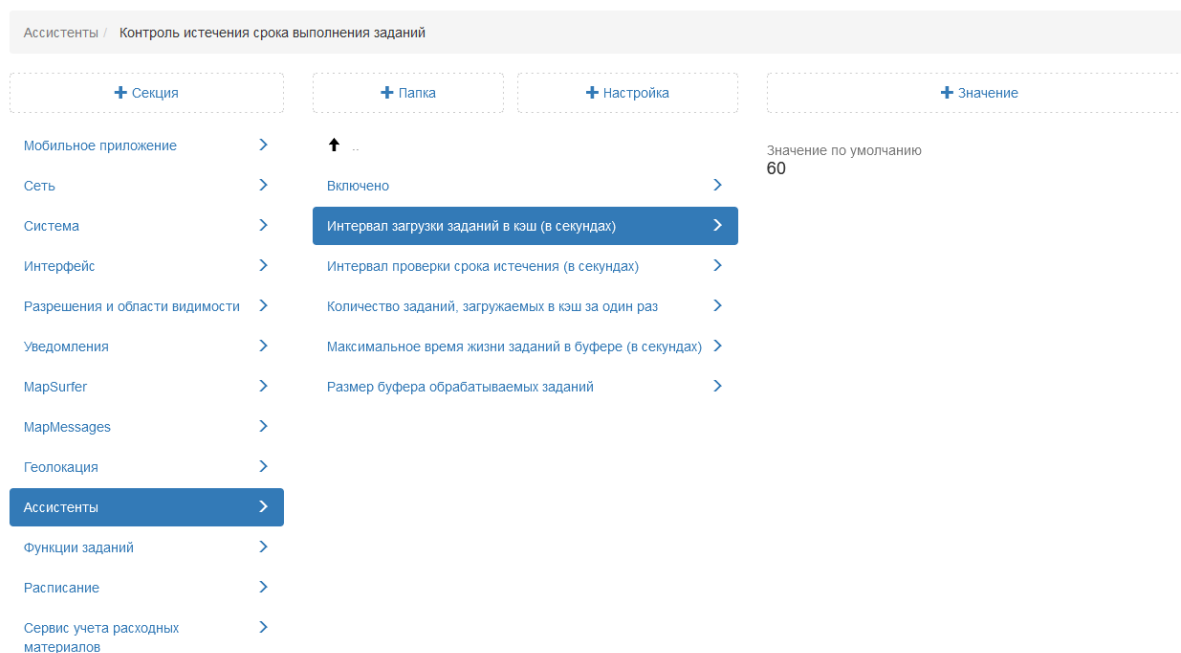 Ассистенты / Контроль истечения срока выполнения заданий
+ Секция
+ Папка
+ Настройка
+ Значение
Мобильное приложение
Сеть
Система
Интерфейс
Разрешения и области видимости
Уведомления
MapSurfer
MapMessages
Геолокация
Ассистенты
Функции заданий
Расписание
Сервис учета расходных
материалов
..
Включено
Интервал загрузки заданий в кэш (в секундах)
Интервал проверки срока истечения (в секундах)
Количество заданий, загружаемых в кэш за один раз
Максимальное время жизни заданий в буфере (в секундах)
Размер буфера обрабатываемых заданий
Значение по умолчанию
60